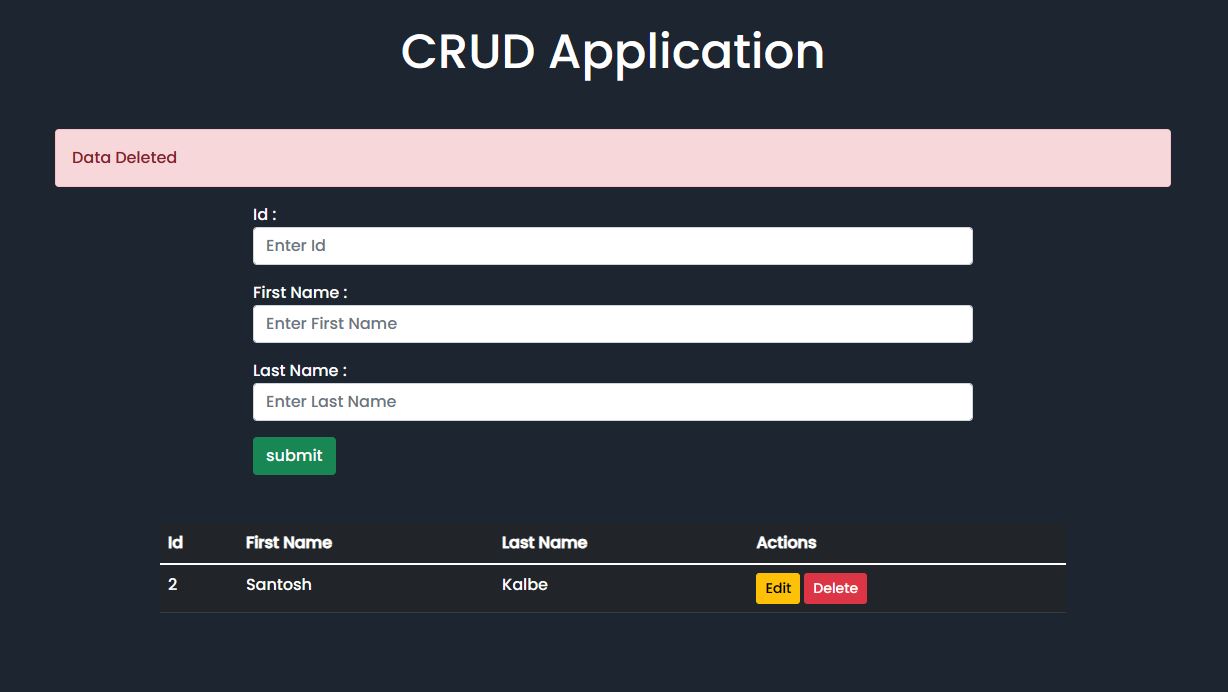 CRUD Application
Data Deleted
Id :
Enter Id
First Name :
Enter First Name
Last Name :
Enter Last Name
submit
Id First Name Last Name Actions
2 Santosh Kalbe Edit Delete